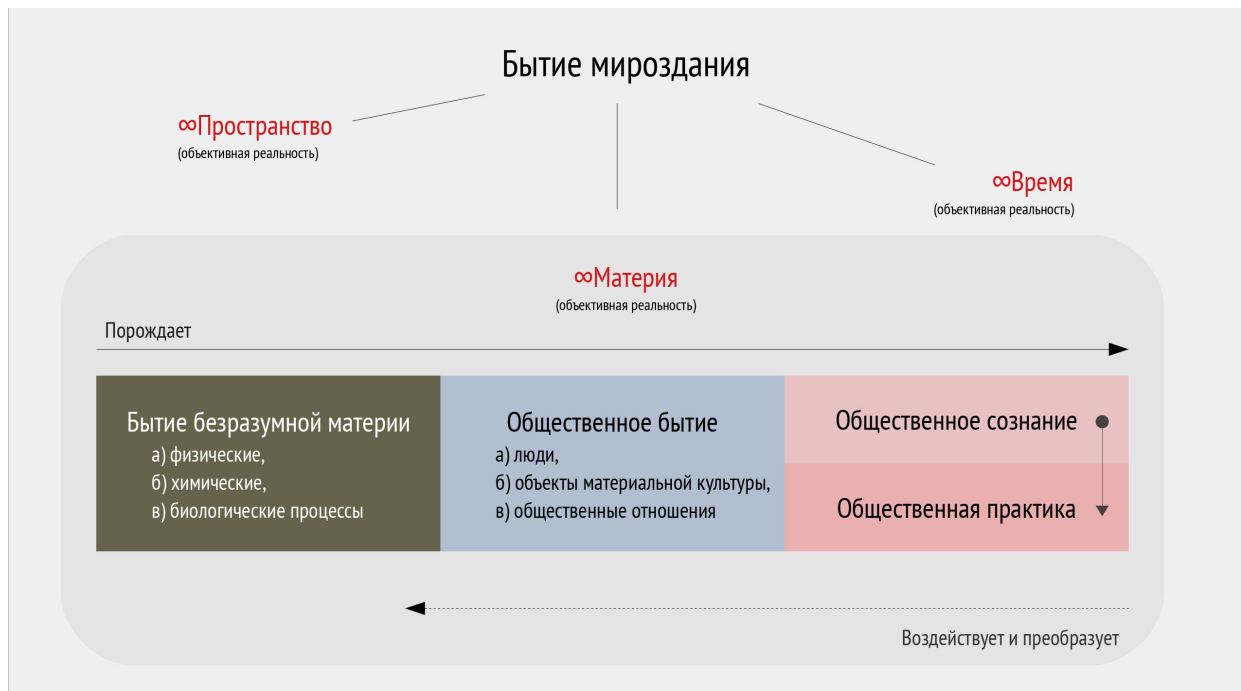 Бытие мироздания
∞Пространство
(объективная реальность)
∞Время
(объективная реальность)
∞Материя
(объективная реальность)
Порождает
Бытие безразумной материи
а) физические,
б) химические,
в) биологические процессы
Общественное бытие
а) люди,
б) объекты материальной культуры,
в) общественные отношения
Общественное сознание
Общественная практика
Воздействует и преобразует